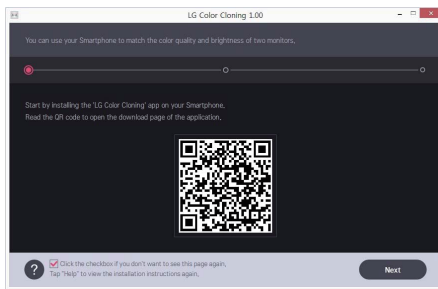 LG Color Cloning 1.00
You can use your Smartphone to match the color quality and brightness of two monitors.
Start by installing the 'LG Color Cloning' app on your Smartphone.
Read the QR code to open the download page of the application.
?
Click the checkbox if you don't want to see this page again.
Tap "Help" to view the installation instructions again.
Next